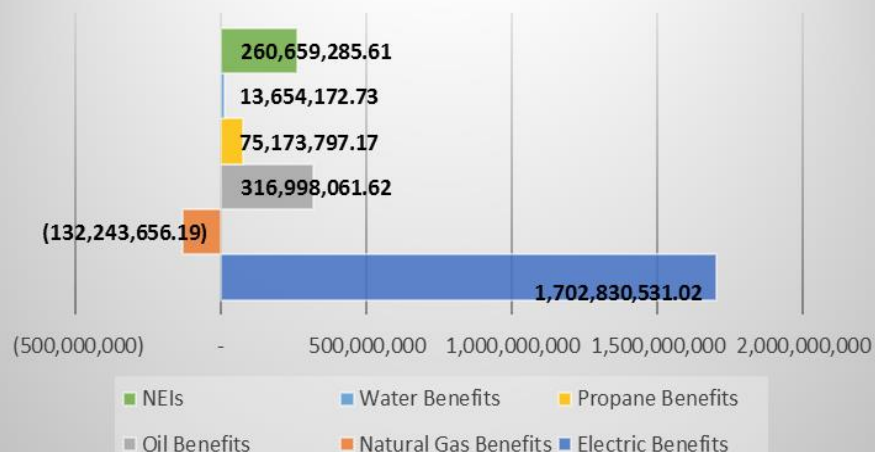 260,659,285.61
13,654,172.73
75,173,797.17
316,998,061.62
(132,243,656.19)
1,702,830,531.02
(500,000,000) - 500,000,000 1,000,000,000 1,500,000,000 2,000,000,000
NEIs Water Benefits Propane Benefits
Oil Benefits Natural Gas Benefits Electric Benefits